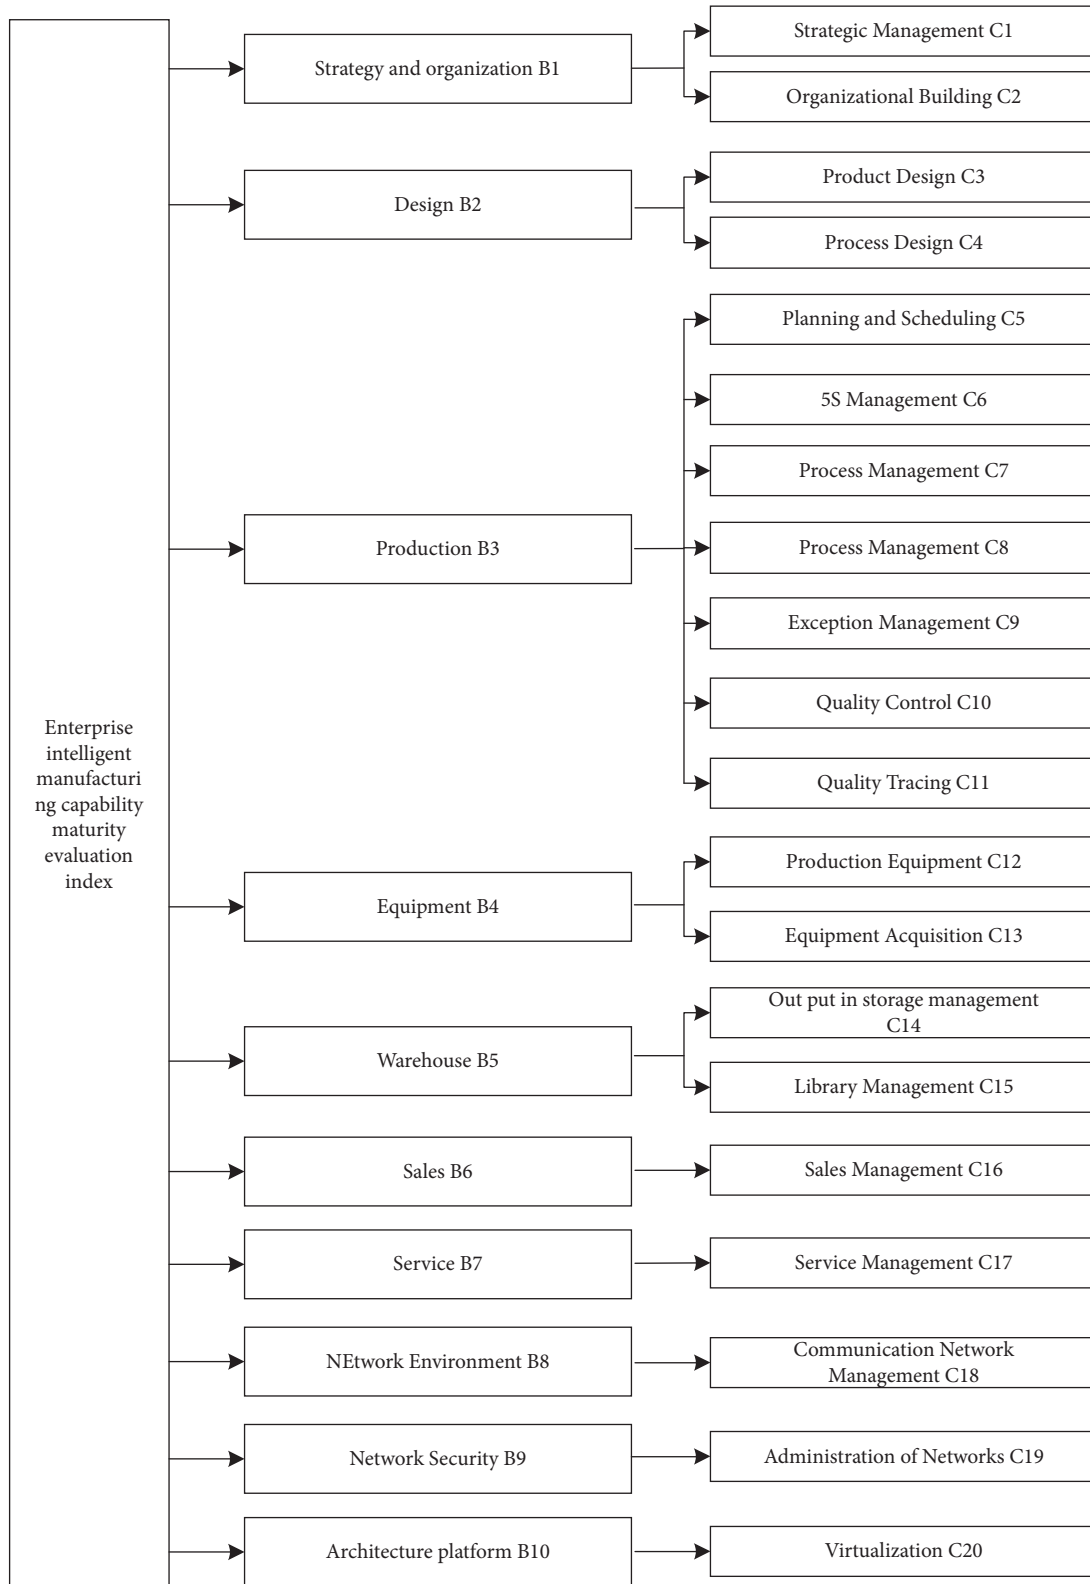 Enterprise
intelligent
manufacturi
ng capability
maturity
evaluation
index
Strategy and organization B1
Strategic Management C1
Organizational Building C2
Design B2
Product Design C3
Process Design C4
Production B3
Planning and Scheduling C5
5S Management C6
Process Management C7
Process Management C8
Exception Management C9
Quality Control C10
Quality Tracing C11
Equipment B4
Production Equipment C12
Equipment Acquisition C13
Warehouse B5
Out put in storage management
C14
Library Management C15
Sales B6
Sales Management C16
Service B7
Service Management C17
NEtwork Environment B8
Communication Network
Management C18
Network Security B9
Administration of Networks C19
Architecture platform B10
Virtualization C20